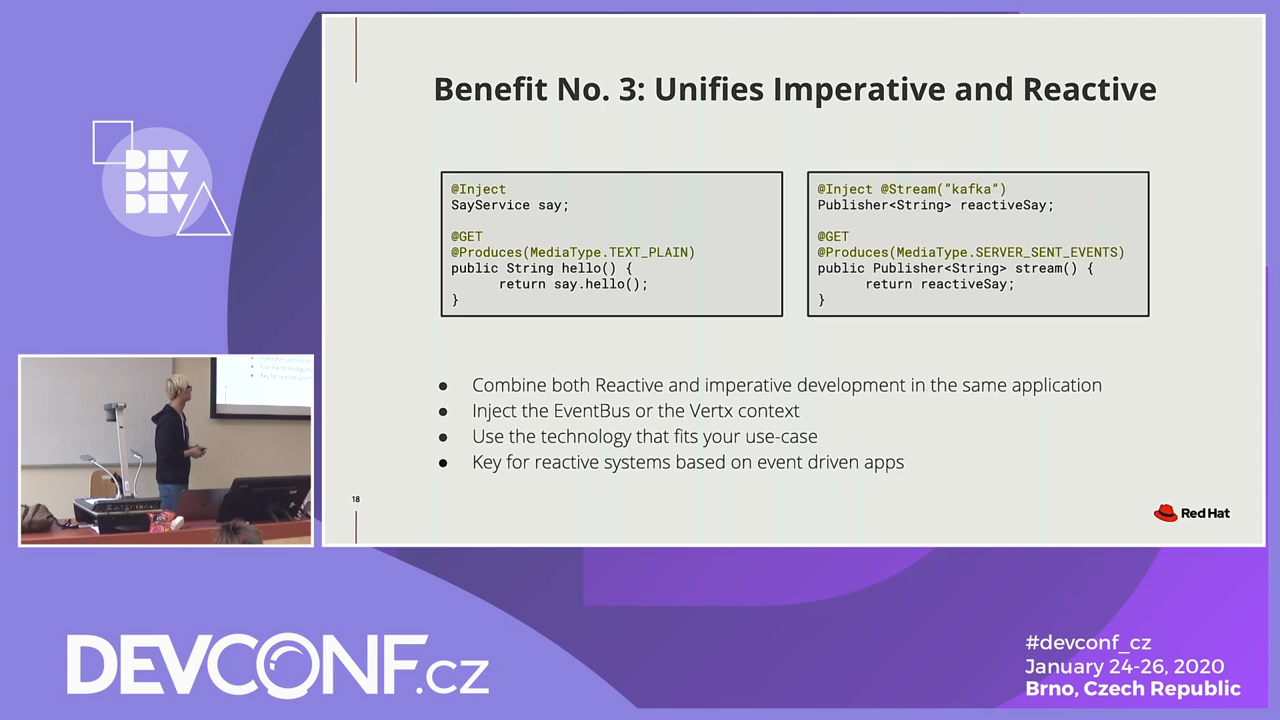 Benefit No. 3: Unifies Imperative and Reactive
@Inject
SayService say;
@GET
@Produces(MediaType.TEXT_PLAIN)
public String hello() {
return say.hello();
}
@Inject @Stream("kafka")
Publisher<String> reactiveSay;
@GET
@Produces(MediaType.SERVER_SENT_EVENTS)
public Publisher<String> stream() {
return reactiveSay;
}
● Combine both Reactive and imperative development in the same application
● Inject the EventBus or the Vertx context
● Use the technology that fits your use-case
● Key for reactive systems based on event driven apps
18
Red Hat
DEV
DEV
DEV
DEVCONF.cz
#devconf_cz
January 24-26, 2020
Brno, Czech Republic